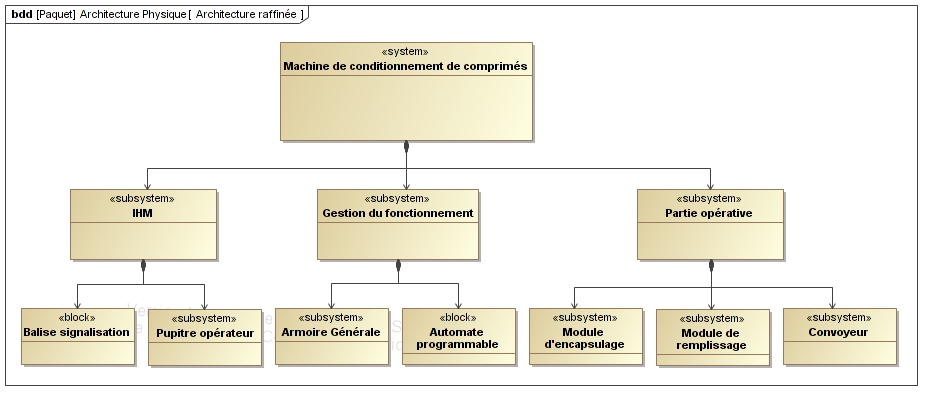 bdd [Paquet] Architecture Physique [ Architecture raffinée ]
«system»
Machine de conditionnement de comprimés
«subsystem»
IHM
«subsystem»
Gestion du fonctionnement
«subsystem»
Partie opérative
«block»
Balise signalisation
«subsystem»
Pupitre opérateur
«subsystem»
Armoire Générale
«block»
Automate
programmable
«subsystem»
Module
d'encapsulage
«subsystem»
Module de
remplissage
«subsystem»
Convoyeur